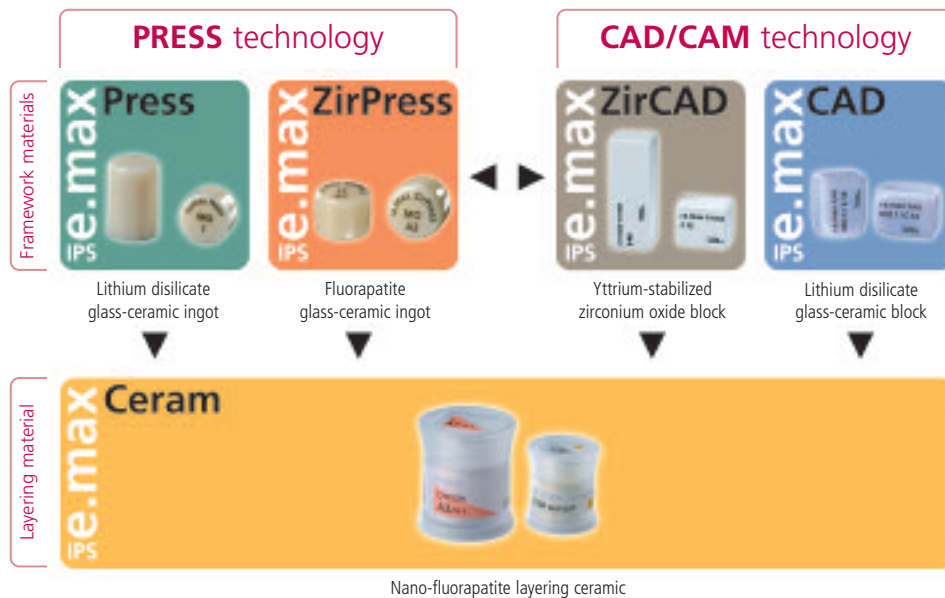 PRESS technology
CAD/CAM technology
Framework materials
IPS e.max Press
IPS e.max ZirPress
IPS e.max ZirCAD
IPS e.max CAD
Lithium disilicate
glass-ceramic ingot
Fluorapatite
glass-ceramic ingot
Yttrium-stabilized
zirconium oxide block
Lithium disilicate
glass-ceramic block
Layering material
IPS e.max Ceram
Nano-fluorapatite layering ceramic